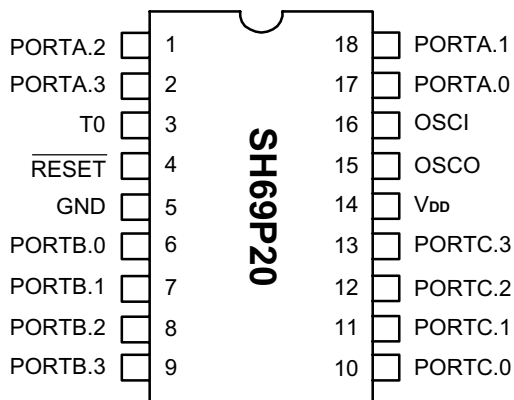 PORTA.2 1 18 PORTA.1
PORTA.3 2 17 PORTA.0
T0 3 16 OSCI
RESET 4 15 OSCO
GND 5 14 VDD
PORTB.0 6 13 PORTC.3
PORTB.1 7 12 PORTC.2
PORTB.2 8 11 PORTC.1
PORTB.3 9 10 PORTC.0
SH69P20